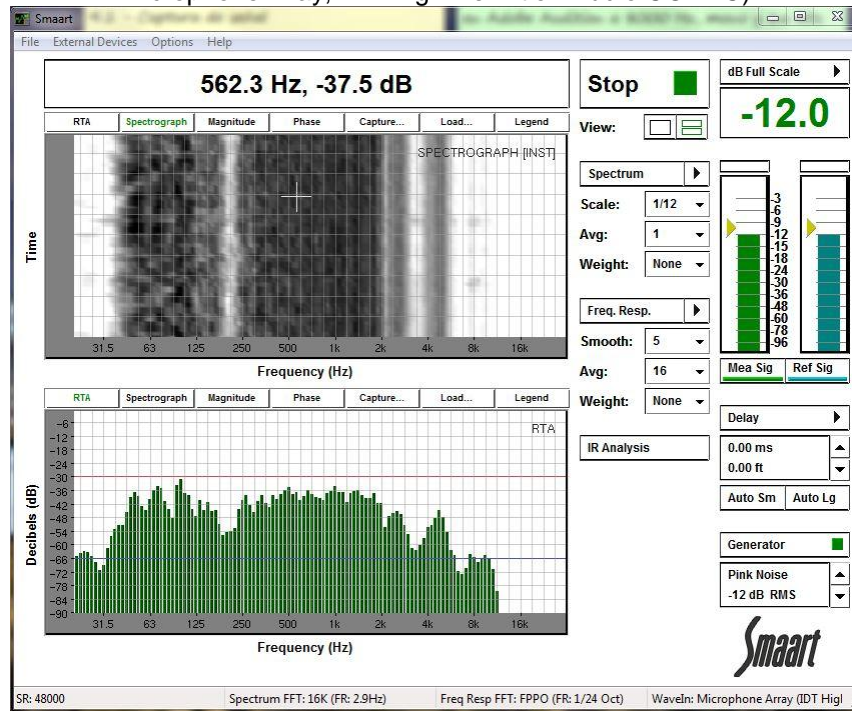 Smaart
File External Devices Options Help
562.3 Hz, -37.5 dB
RTA Spectrograph Magnitude Phase Capture... Load... Legend
SPECTROGRAPH [INST]
Time
31.5 63 125 250 500 1k 2k 4k 8k 16k
Frequency (Hz)
RTA Spectrograph Magnitude Phase Capture... Load... Legend
RTA
Decibels (dB)
-6
-12
-18
-24
-30
-36
-42
-48
-54
-60
-66
-72
-78
-84
-90
31.5 63 125 250 500 1k 2k 4k 8k 16k
Frequency (Hz)
Stop
View:
Spectrum
Scale: 1/12
Avg: 1
Weight: None
Freq. Resp.
Smooth: 5
Avg: 16
Weight: None
IR Analysis
dB Full Scale
-12.0
-3
-6
-9
-12
-15
-18
-24
-30
-36
-48
-60
-78
-96
Mea Sig Ref Sig
Delay
0.00 ms
0.00 ft
Auto Sm Auto Lg
Generator
Pink Noise
-12 dB RMS
Smaart
SR: 48000 Spectrum FFT: 16K (FR: 2.9Hz) Freq Resp FFT: FPPO (FR: 1/24 Oct) WaveIn: Microphone Array (IDT Higl